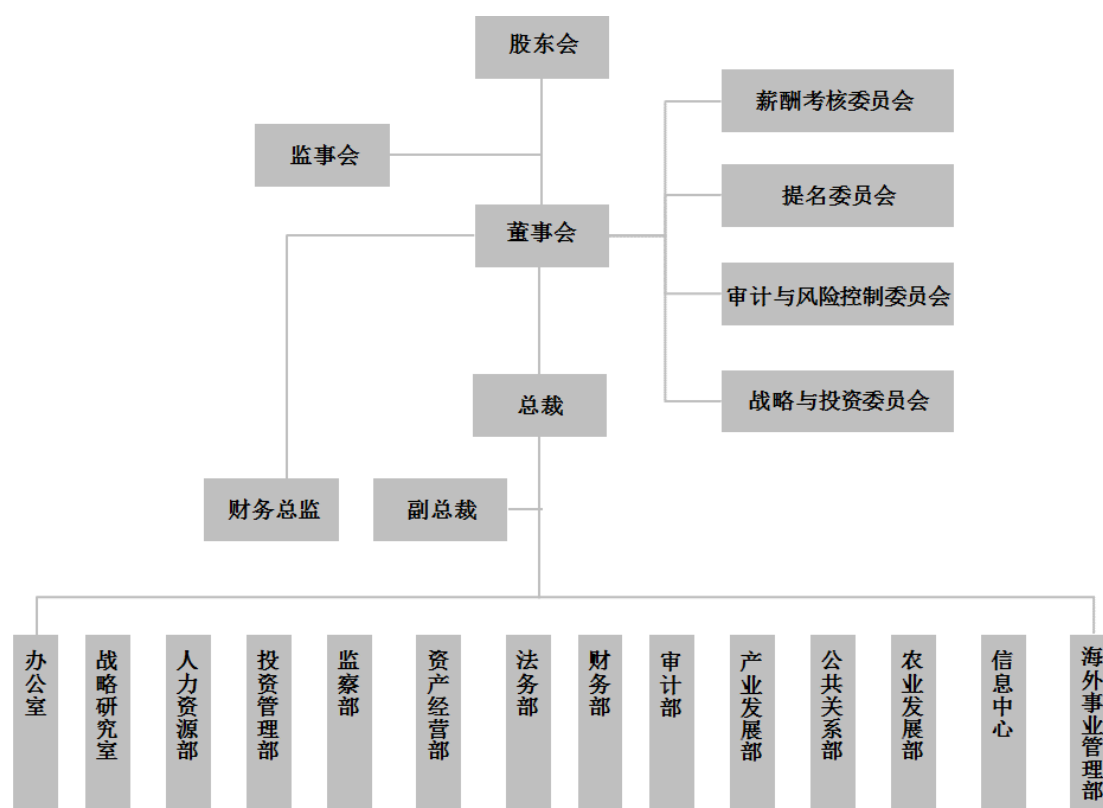 股东会
薪酬考核委员会
监事会
提名委员会
董事会
审计与风险控制委员会
总裁
战略与投资委员会
财务总监
副总裁
办公室
战略研究室
人力资源部
投资管理部
监察部
资产经营部
法务部
财务部
审计部
产业发展部
公共关系部
农业发展部
信息中心
海外事业管理部